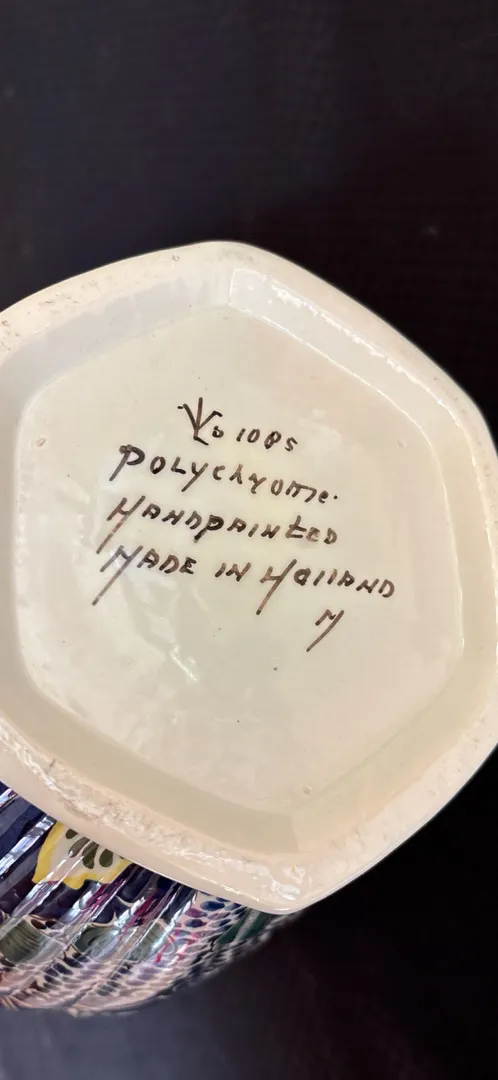 1085
POLYChrome.
HANDPAINtED
MADE IN HollAND
M